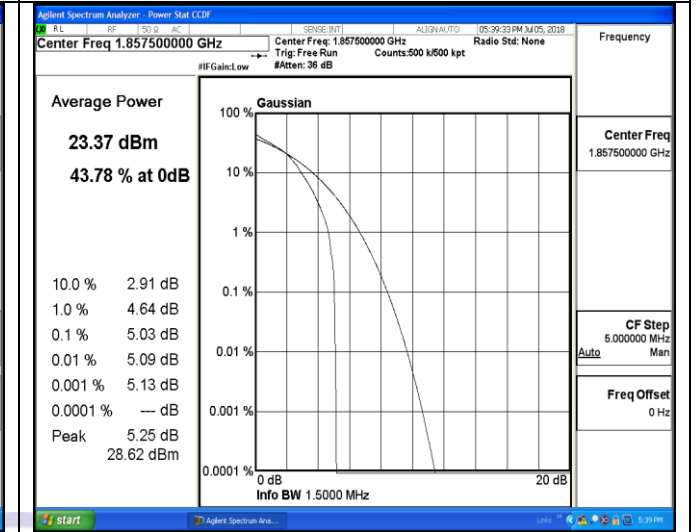 Agilent Spectrum Analyzer - Power Stat CCDF
RL RF 50 Ω AC SENSE:INT ALIGN AUTO 05:39:33 PM Jul 05, 2018
Center Freq 1.857500000 GHz
Center Freq: 1.857500000 GHz Radio Std: None
Trig: Free Run Counts:500 k/500 kpt
#IFGain:Low #Atten: 36 dB
Frequency
Average Power
23.37 dBm
43.78 % at 0dB
10.0 % 2.91 dB
1.0 % 4.64 dB
0.1 % 5.03 dB
0.01 % 5.09 dB
0.001 % 5.13 dB
0.0001 % --- dB
Peak 5.25 dB
28.62 dBm
Gaussian
100 %
10 %
1 %
0.1 %
0.01 %
0.001 %
0.0001 %
0 dB 20 dB
Info BW 1.5000 MHz
Center Freq
1.857500000 GHz
CF Step
5.000000 MHz
Auto Man
Freq Offset
0 Hz
start Agilent Spectrum Ana... Links » 5:39 PM